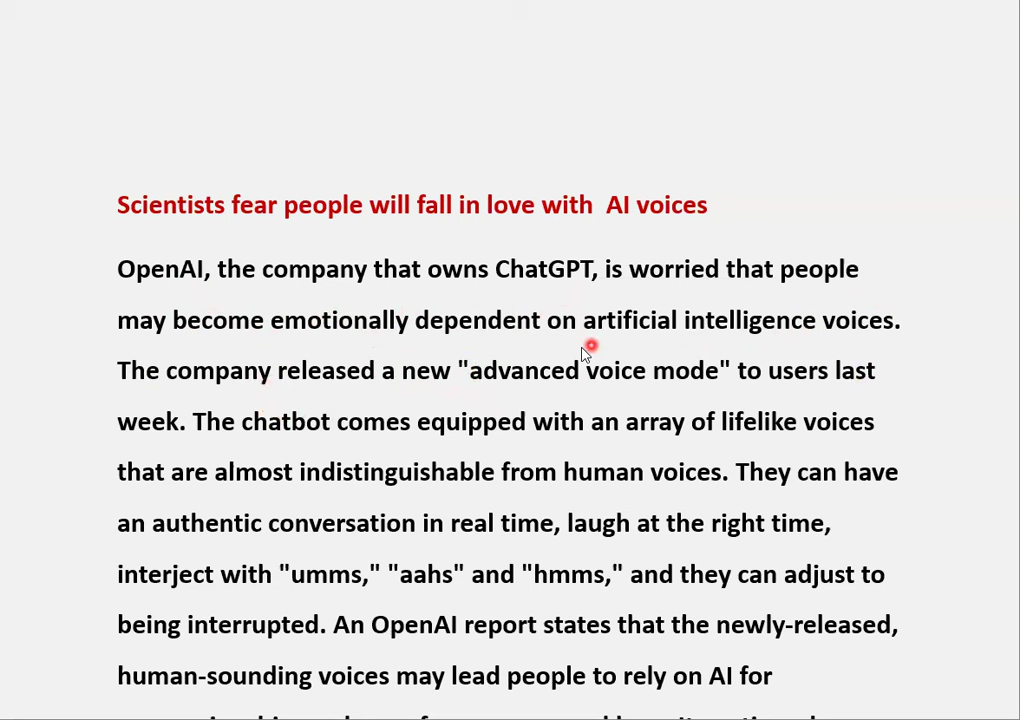 Scientists fear people will fall in love with  AI voices
OpenAI, the company that owns ChatGPT, is worried that people
may become emotionally dependent on artificial intelligence voices.
The company released a new "advanced voice mode" to users last
week. The chatbot comes equipped with an array of lifelike voices
that are almost indistinguishable from human voices. They can have
an authentic conversation in real time, laugh at the right time,
interject with "umms," "aahs" and "hmms," and they can adjust to
being interrupted. An OpenAI report states that the newly-released,
human-sounding voices may lead people to rely on AI for